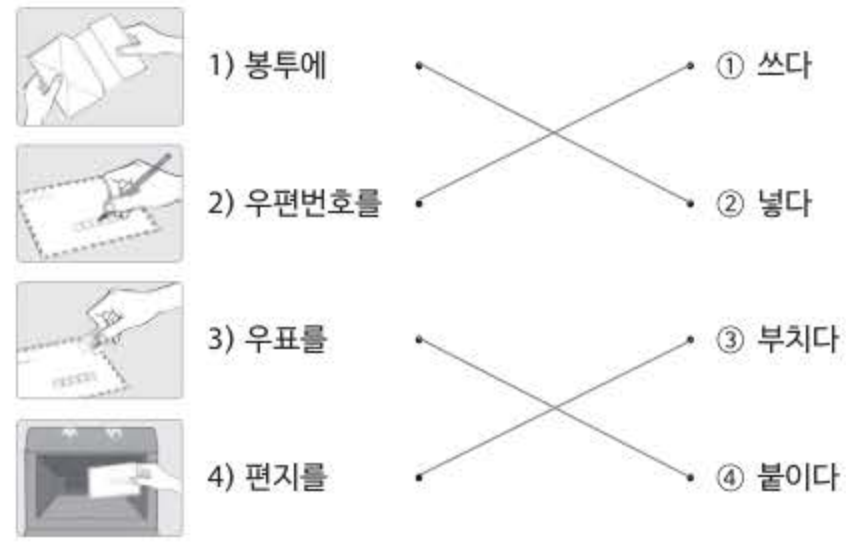 1) 봉투에 ① 쓰다
2) 우편번호를 ② 넣다
3) 우표를 ③ 부치다
4) 편지를 ④ 붙이다